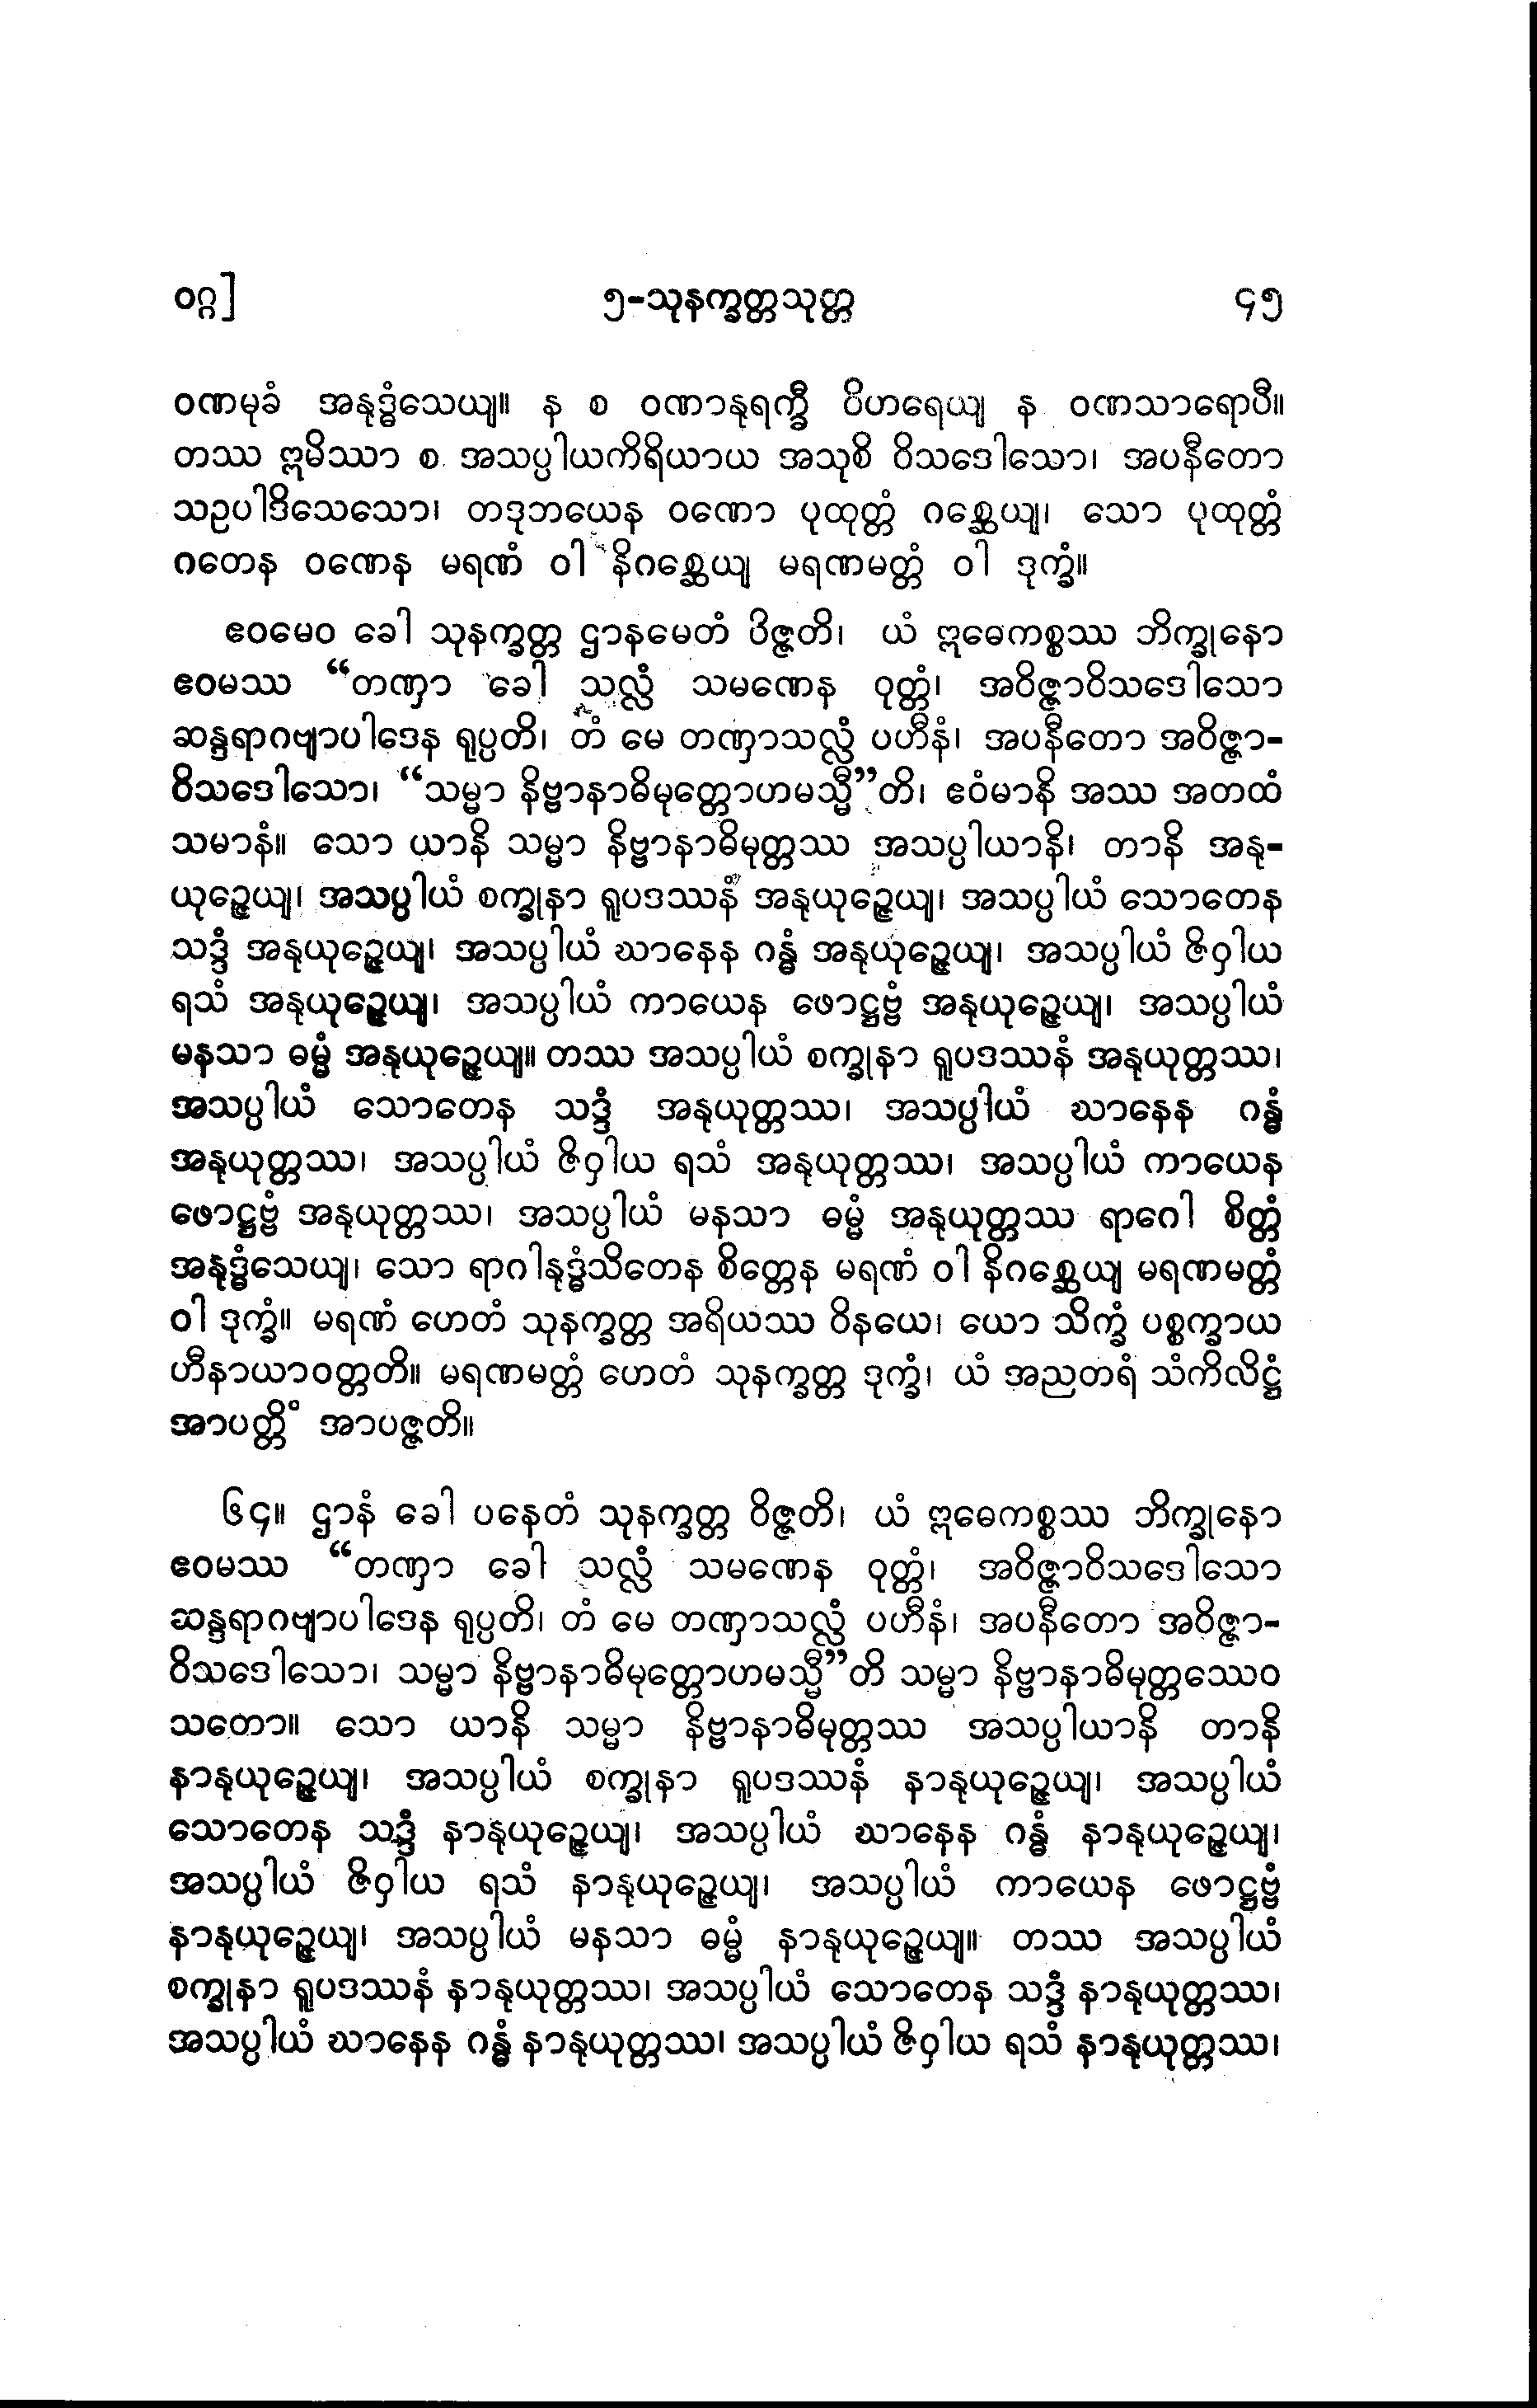 ဝဂ္ဂ]
၅-သုနက္ခတ္တသုတ္တ
၄၅
ဝဏမုခံ အနုဒ္ဓံသေယျ။ န စ ဝဏာနုရက္ခီ ဝိဟရေယျ န ဝဏသာရောပီ။
တဿ ဣမိဿာ စ အသပ္ပါယကိရိယာယ အသုစိ ဝိသဒေါသော၊ အပနီတော
သဥပါဒိသေသော၊ တဒုဘယေန ဝဏော ပုထုတ္တံ ဂစ္ဆေယျ၊ သော ပုထုတ္တံ
ဂတေန ဝဏေန မရဏံ ဝါ နိဂစ္ဆေယျ မရဏမတ္တံ ဝါ ဒုက္ခံ။
ဧဝမေဝ ခေါ သုနက္ခတ္တ ဌာနမေတံ ဝိဇ္ဇတိ၊ ယံ ဣဓေကစ္စဿ ဘိက္ခုနော
ဧဝမဿ “တဏှာ ခေါ သလ္လံ သမဏေန ဝုတ္တံ၊ အဝိဇ္ဇာဝိသဒေါသော
ဆန္ဒရာဂဗျာပါဒေန ရုပ္ပတိ၊ တံ မေ တဏှာသလ္လံ ပဟီနံ၊ အပနီတော အဝိဇ္ဇာ-
ဝိသဒေါသော၊ “သမ္မာ နိဗ္ဗာနာဓိမုတ္တောဟမသ္မီ”တိ၊ ဧဝံမာနိ အဿ အတထံ
သမာနံ။ သော ယာနိ သမ္မာ နိဗ္ဗာနာဓိမုတ္တဿ အသပ္ပါယာနိ၊ တာနိ အနု-
ယုဉ္ဇေယျ၊ အသပ္ပါယံ စက္ခုနာ ရူပဒဿနံ အနုယုဉ္ဇေယျ၊ အသပ္ပါယံ သောတေန
သဒ္ဒံ အနုယုဉ္ဇေယျ၊ အသပ္ပါယံ ဃာနေန ဂန္ဓံ အနုယုဉ္ဇေယျ၊ အသပ္ပါယံ ဇိဝှါယ
ရသံ အနုယုဉ္ဇေယျ၊ အသပ္ပါယံ ကာယေန ဖောဋ္ဌဗ္ဗံ အနုယုဉ္ဇေယျ၊ အသပ္ပါယံ
မနသာ ဓမ္မံ အနုယုဉ္ဇေယျ။ တဿ အသပ္ပါယံ စက္ခုနာ ရူပဒဿနံ အနုယုတ္တဿ၊
အသပ္ပါယံ သောတေန သဒ္ဒံ အနုယုတ္တဿ၊ အသပ္ပါယံ ဃာနေန ဂန္ဓံ
အနုယုတ္တဿ၊ အသပ္ပါယံ ဇိဝှါယ ရသံ အနုယုတ္တဿ၊ အသပ္ပါယံ ကာယေန
ဖောဋ္ဌဗ္ဗံ အနုယုတ္တဿ၊ အသပ္ပါယံ မနသာ ဓမ္မံ အနုယုတ္တဿ ရာဂေါ စိတ္တံ
အနုဒ္ဓံသေယျ၊ သော ရာဂါနုဒ္ဓံသိတေန စိတ္တေန မရဏံ ဝါ နိဂစ္ဆေယျ မရဏမတ္တံ
ဝါ ဒုက္ခံ။ မရဏံ ဟေတံ သုနက္ခတ္တ အရိယဿ ဝိနယေ၊ ယော သိက္ခံ ပစ္စက္ခာယ
ဟီနာယာဝတ္တတိ။ မရဏမတ္တံ ဟေတံ သုနက္ခတ္တ ဒုက္ခံ၊ ယံ အညတရံ သံကိလိဋ္ဌံ
အာပတ္တိံ အာပဇ္ဇတိ။
၆၄။ ဌာနံ ခေါ ပနေတံ သုနက္ခတ္တ ဝိဇ္ဇတိ၊ ယံ ဣဓေကစ္စဿ ဘိက္ခုနော
ဧဝမဿ “တဏှာ ခေါ သလ္လံ သမဏေန ဝုတ္တံ၊ အဝိဇ္ဇာဝိသဒေါသော
ဆန္ဒရာဂဗျာပါဒေန ရုပ္ပတိ၊ တံ မေ တဏှာသလ္လံ ပဟီနံ၊ အပနီတော အဝိဇ္ဇာ-
ဝိသဒေါသော၊ သမ္မာ နိဗ္ဗာနာဓိမုတ္တောဟမသ္မီ”တိ သမ္မာ နိဗ္ဗာနာဓိမုတ္တဿေဝ
သတော။ သော ယာနိ သမ္မာ နိဗ္ဗာနာဓိမုတ္တဿ အသပ္ပါယာနိ တာနိ
နာနုယုဉ္ဇေယျ၊ အသပ္ပါယံ စက္ခုနာ ရူပဒဿနံ နာနုယုဉ္ဇေယျ၊ အသပ္ပါယံ
သောတေန သဒ္ဒံ နာနုယုဉ္ဇေယျ၊ အသပ္ပါယံ ဃာနေန ဂန္ဓံ နာနုယုဉ္ဇေယျ၊
အသပ္ပါယံ ဇိဝှါယ ရသံ နာနုယုဉ္ဇေယျ၊ အသပ္ပါယံ ကာယေန ဖောဋ္ဌဗ္ဗံ
နာနုယုဉ္ဇေယျ၊ အသပ္ပါယံ မနသာ ဓမ္မံ နာနုယုဉ္ဇေယျ။ တဿ အသပ္ပါယံ
စက္ခုနာ ရူပဒဿနံ နာနုယုတ္တဿ၊ အသပ္ပါယံ သောတေန သဒ္ဒံ နာနုယုတ္တဿ၊
အသပ္ပါယံ ဃာနေန ဂန္ဓံ နာနုယုတ္တဿ၊ အသပ္ပါယံ ဇိဝှါယ ရသံ နာနုယုတ္တဿ၊